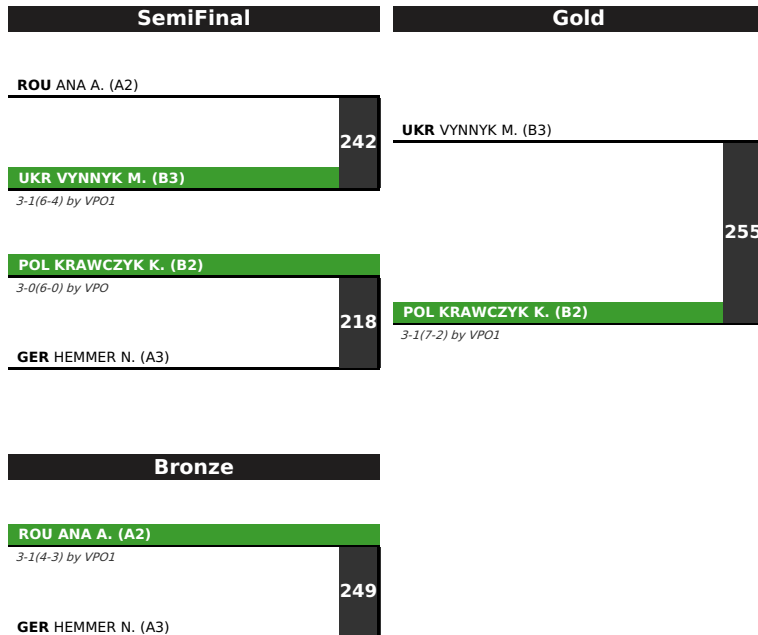 SemiFinal
ROU ANA A. (A2)
242
UKR VYNNYK M. (B3)
3-1(6-4) by VPO1
POL KRAWCZYK K. (B2)
3-0(6-0) by VPO
218
GER HEMMER N. (A3)
Gold
UKR VYNNYK M. (B3)
255
POL KRAWCZYK K. (B2)
3-1(7-2) by VPO1
Bronze
ROU ANA A. (A2)
3-1(4-3) by VPO1
249
GER HEMMER N. (A3)